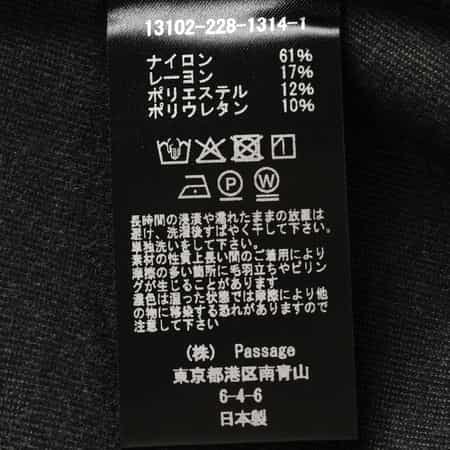 13102-228-1314-1
ナイロン 61%
レーヨン 17%
ポリエステル 12%
ポリウレタン 10%
P W
長時間の浸漬や濡れたままの放置は
避け、洗濯後すばやく干して下さい。
単独洗いをして下さい。
素材の性質上長い間のご着用により
摩擦の多い箇所に毛羽立ちやピリン
グが生じることがあります
濃色は湿った状態では摩擦により他
の物に移染する恐れがありますので
注意して下さい
(株) Passage
東京都港区南青山
6-4-6
日本製